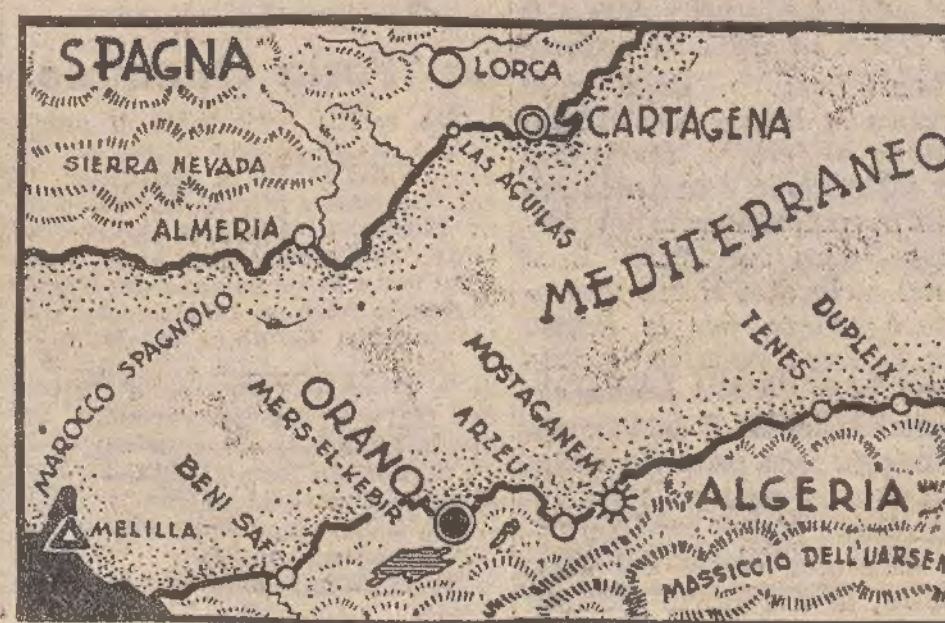 SPAGNA
LORCA
CARTAGENA
SIERRA NEVADA
LAS AGUILAS
ALMERIA
MEDITERRANEO
MAROCCO SPAGNOLO
DUPLEIX
TENES
MOSTAGANEM
ORANO
MERS-EL-KEBIR
ARZEU
BENI SAF
ALGERIA
MELILLA
MASSICCIO DELL'UARSEN